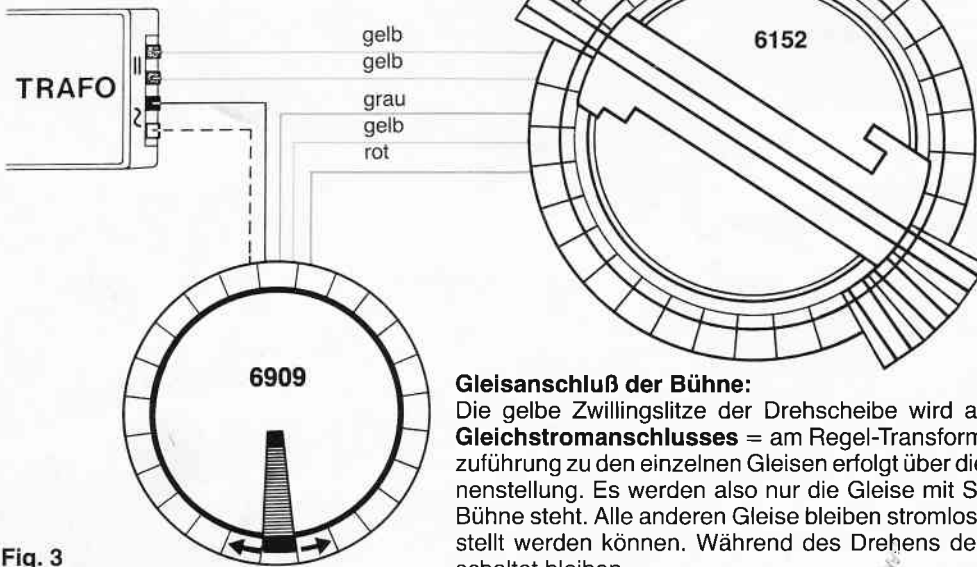 gelb
gelb
grau
gelb
rot
TRAFO
=
~
6152
6909
Fig. 3
Gleisanschluß der Bühne:
Die gelbe Zwillingslitze der Drehscheibe wird
Gleichstromanschlusses = am Regel-Transform
zuführung zu den einzelnen Gleisen erfolgt über die
nenstellung. Es werden also nur die Gleise mit S
Bühne steht. Alle anderen Gleise bleiben stromlos
stellt werden können. Während des Drehens de
schaltet bleiben